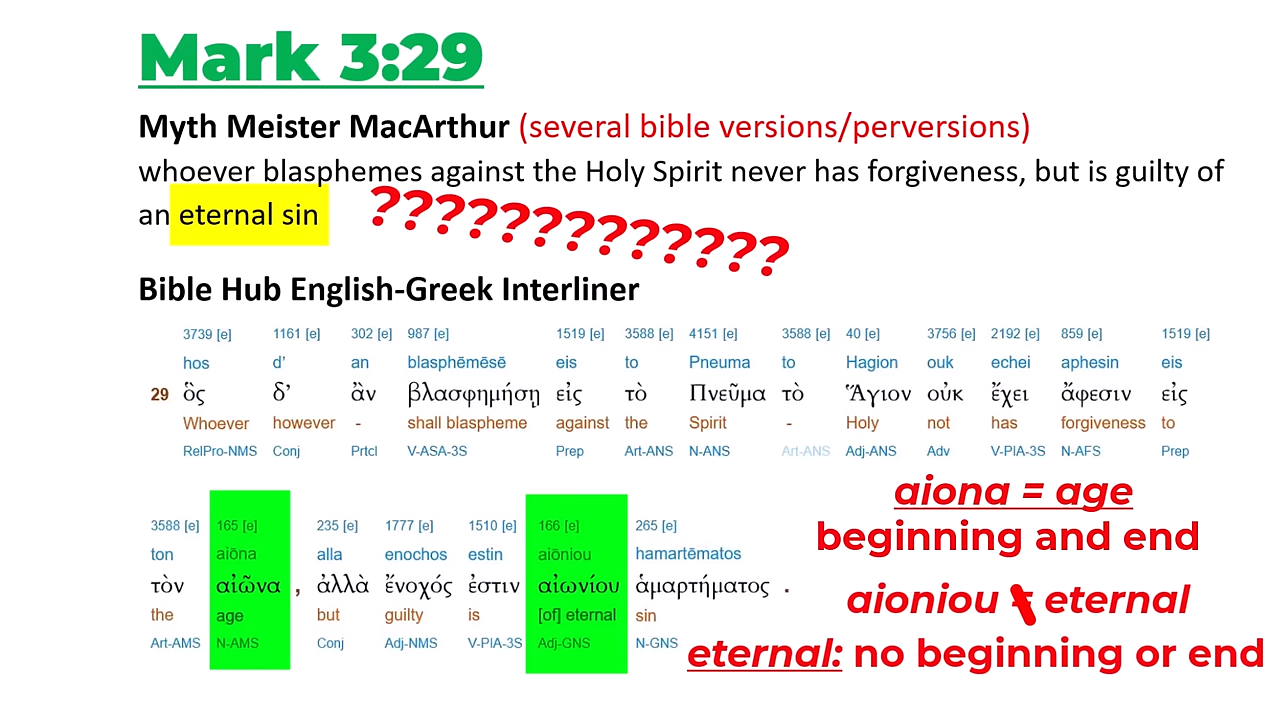 Mark 3:29
Myth Meister MacArthur (several bible versions/perversions)
whoever blasphemes against the Holy Spirit never has forgiveness, but is guilty of
an eternal sin ?????????????
Bible Hub English-Greek Interliner
3739 [e] 1161 [e] 302 [e] 987 [e] 1519 [e] 3588 [e] 4151 [e] 3588 [e] 40 [e] 3756 [e] 2192 [e] 859 [e] 1519 [e]
hos d’ an blasphēmēsē eis to Pneuma to Hagion ouk echei aphesin eis
29 ὃς δ’ ἂν βλασφημήσῃ εἰς τὸ Πνεῦμα τὸ Ἅγιον οὐκ ἔχει ἄφεσιν εἰς
Whoever however - shall blaspheme against the Spirit - Holy not has forgiveness to
RelPro-NMS Conj Prtcl V-ASA-3S Prep Art-ANS N-ANS Art-ANS Adj-ANS Adv V-PIA-3S N-AFS Prep
aiona = age
beginning and end
3588 [e] 165 [e] 235 [e] 1777 [e] 1510 [e] 166 [e] 265 [e]
ton aiōna alla enochos estin aiōniou hamartēmatos
τὸν αἰῶνα , ἀλλὰ ἔνοχός ἐστιν αἰωνίου ἁμαρτήματος .
the age but guilty is [of] eternal sin
Art-AMS N-AMS Conj Adj-NMS V-PIA-3S Adj-GNS N-GNS
aioniou = eternal
eternal: no beginning or end